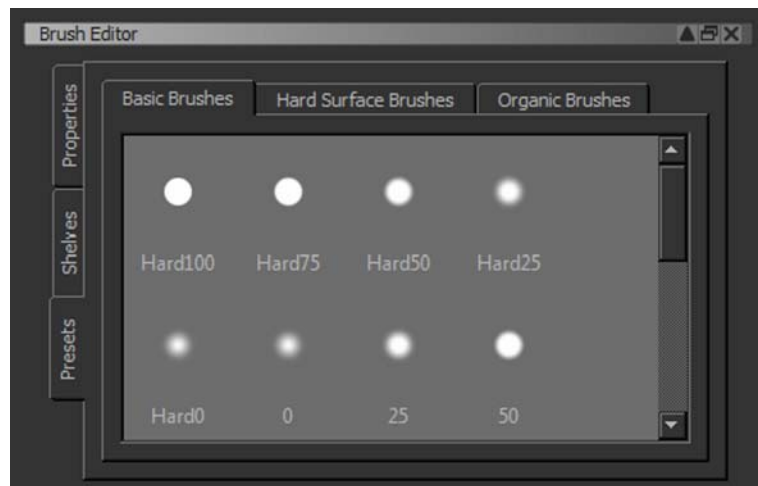 Brush Editor
Properties
Shelves
Presets
Basic Brushes
Hard Surface Brushes
Organic Brushes
Hard100
Hard75
Hard50
Hard25
Hard0
0
25
50